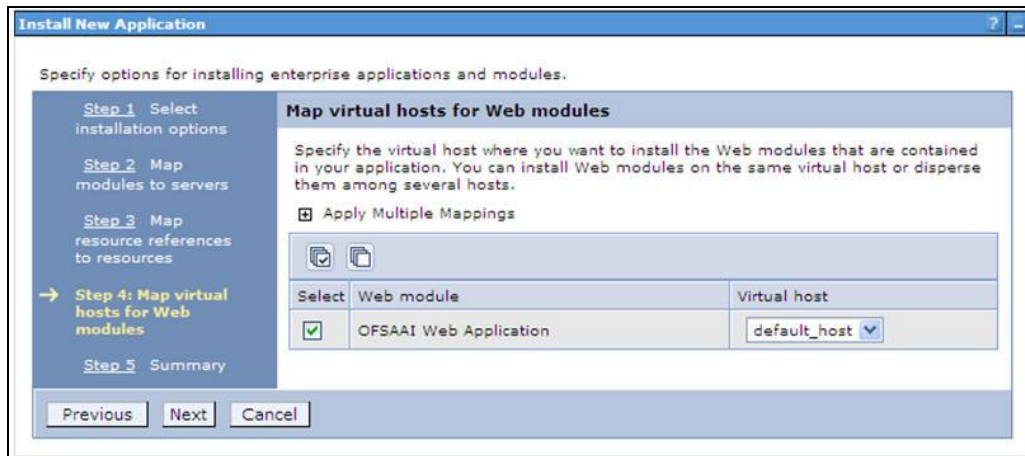 Install New Application
?
Specify options for installing enterprise applications and modules.
Step 1 Select
installation options
Step 2 Map
modules to servers
Step 3 Map
resource references
to resources
Step 4: Map virtual
hosts for Web
modules
Step 5 Summary
Map virtual hosts for Web modules
Specify the virtual host where you want to install the Web modules that are contained
in your application. You can install Web modules on the same virtual host or disperse
them among several hosts.
Apply Multiple Mappings
Select Web module Virtual host
OFSAAI Web Application default_host
Previous Next Cancel